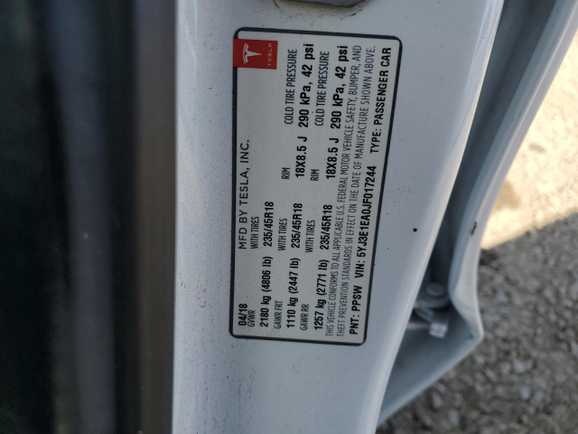 TESLA
04/18 MFD BY TESLA, INC.
GVWR WITH TIRES RIM COLD TIRE PRESSURE
2180 kg (4806 lb) 235/45R18 18X8.5 J 290 kPa, 42 psi
GAWR FRT WITH TIRES RIM COLD TIRE PRESSURE
1110 kg (2447 lb) 235/45R18 18X8.5 J 290 kPa, 42 psi
GAWR RR
1257 kg (2771 lb) 235/45R18
THIS VEHICLE CONFORMS TO ALL APPLICABLE U.S. FEDERAL MOTOR VEHICLE SAFETY, BUMPER, AND
THEFT PREVENTION STANDARDS IN EFFECT ON THE DATE OF MANUFACTURE SHOWN ABOVE.
PNT: PPSW VIN: 5YJ3E1EA0JF017244 TYPE: PASSENGER CAR